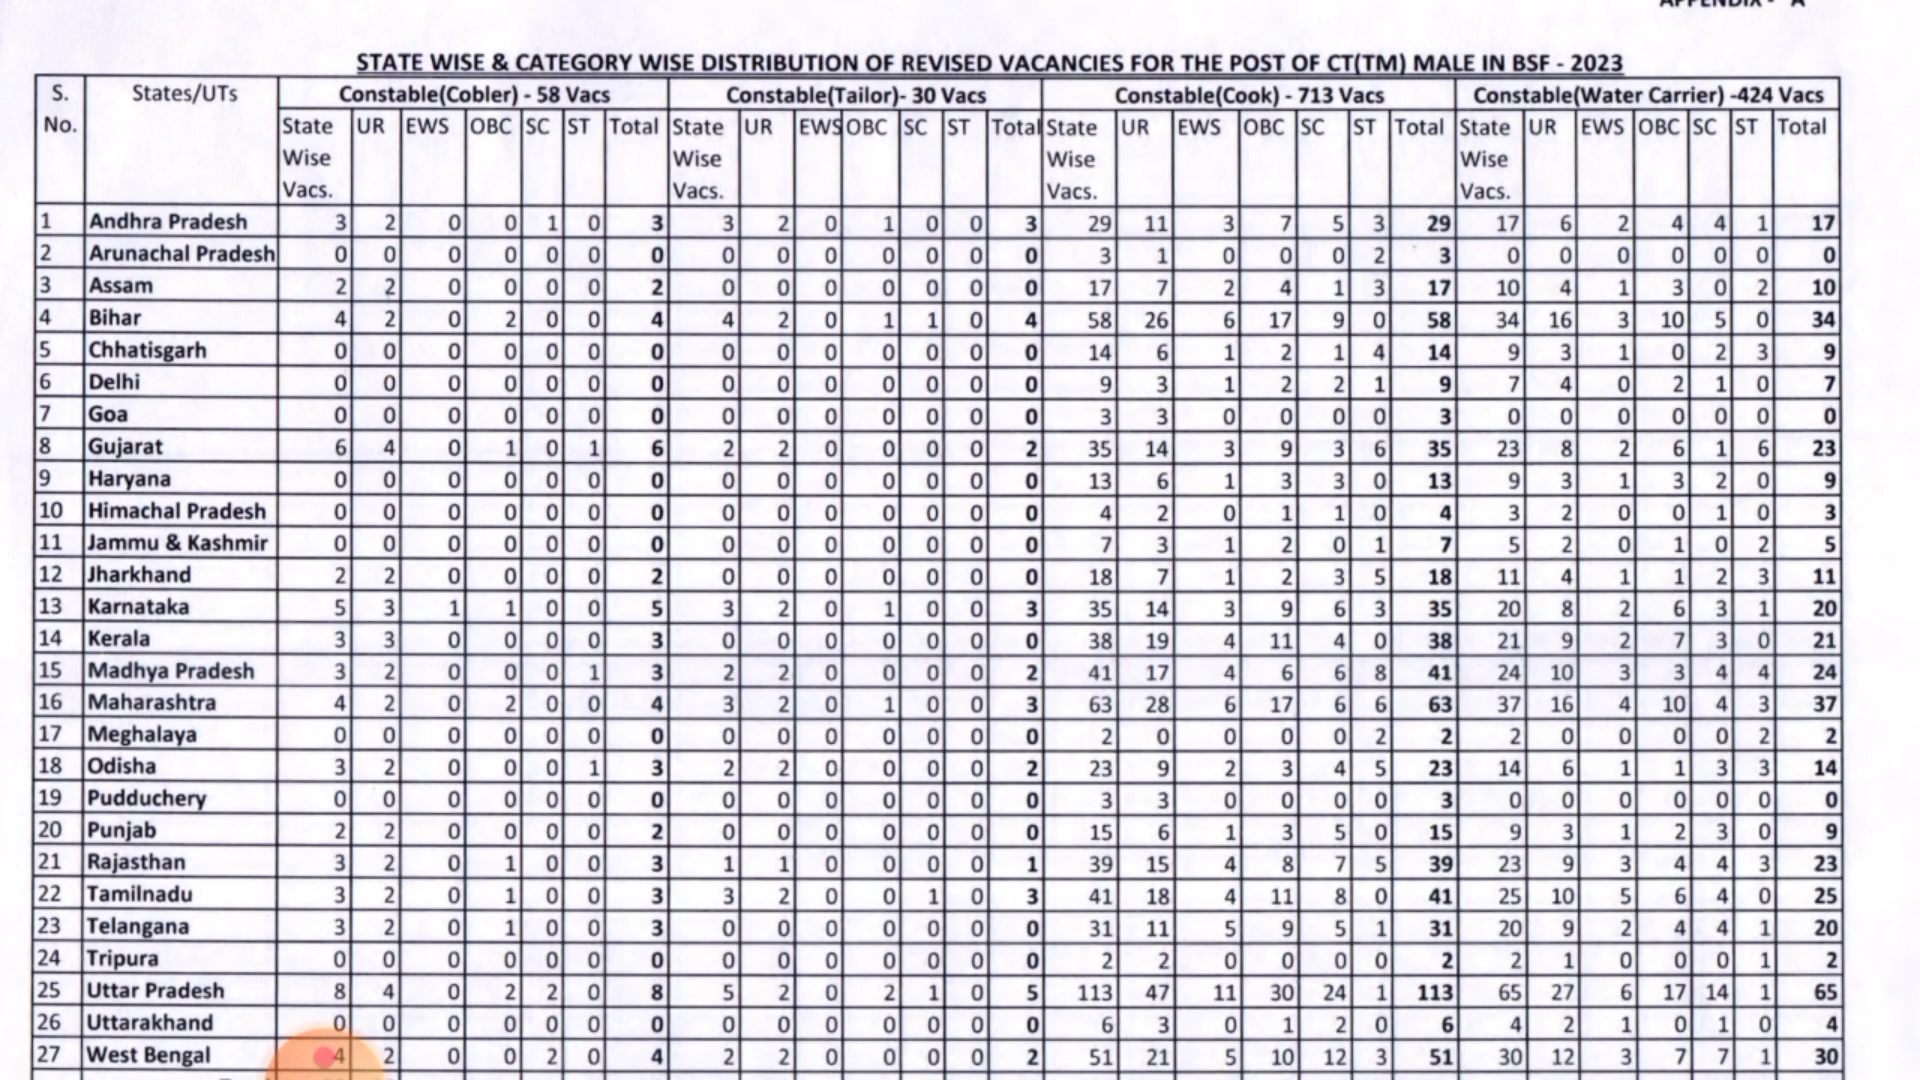 APPENDIX - 'A'
STATE WISE & CATEGORY WISE DISTRIBUTION OF REVISED VACANCIES FOR THE POST OF CT(TM) MALE IN BSF - 2023
S. No. States/UTs Constable(Cobler) - 58 Vacs Constable(Tailor)- 30 Vacs Constable(Cook) - 713 Vacs Constable(Water Carrier) -424 Vacs
State Wise Vacs. UR EWS OBC SC ST Total State Wise Vacs. UR EWS OBC SC ST Total State Wise Vacs. UR EWS OBC SC ST Total State Wise Vacs. UR EWS OBC SC ST Total
1 Andhra Pradesh 3 2 0 0 1 0 3 3 2 0 1 0 0 3 29 11 3 7 5 3 29 17 6 2 4 4 1 17
2 Arunachal Pradesh 0 0 0 0 0 0 0 0 0 0 0 0 0 0 3 1 0 0 0 2 3 0 0 0 0 0 0 0
3 Assam 2 2 0 0 0 0 2 0 0 0 0 0 0 0 17 7 2 4 1 3 17 10 4 1 3 0 2 10
4 Bihar 4 2 0 2 0 0 4 4 2 0 1 1 0 4 58 26 6 17 9 0 58 34 16 3 10 5 0 34
5 Chhatisgarh 0 0 0 0 0 0 0 0 0 0 0 0 0 0 14 6 1 2 1 4 14 9 3 1 0 2 3 9
6 Delhi 0 0 0 0 0 0 0 0 0 0 0 0 0 0 9 3 1 2 2 1 9 7 4 0 2 1 0 7
7 Goa 0 0 0 0 0 0 0 0 0 0 0 0 0 0 3 3 0 0 0 0 3 0 0 0 0 0 0 0
8 Gujarat 6 4 0 1 0 1 6 2 2 0 0 0 0 2 35 14 3 9 3 6 35 23 8 2 6 1 6 23
9 Haryana 0 0 0 0 0 0 0 0 0 0 0 0 0 0 13 6 1 3 3 0 13 9 3 1 3 2 0 9
10 Himachal Pradesh 0 0 0 0 0 0 0 0 0 0 0 0 0 0 4 2 0 1 1 0 4 3 2 0 0 1 0 3
11 Jammu & Kashmir 0 0 0 0 0 0 0 0 0 0 0 0 0 0 7 3 1 2 0 1 7 5 2 0 1 0 2 5
12 Jharkhand 2 2 0 0 0 0 2 0 0 0 0 0 0 0 18 7 1 2 3 5 18 11 4 1 1 2 3 11
13 Karnataka 5 3 1 1 0 0 5 3 2 0 1 0 0 3 35 14 3 9 6 3 35 20 8 2 6 3 1 20
14 Kerala 3 3 0 0 0 0 3 0 0 0 0 0 0 0 38 19 4 11 4 0 38 21 9 2 7 3 0 21
15 Madhya Pradesh 3 2 0 0 0 1 3 2 2 0 0 0 0 2 41 17 4 6 6 8 41 24 10 3 3 4 4 24
16 Maharashtra 4 2 0 2 0 0 4 3 2 0 1 0 0 3 63 28 6 17 6 6 63 37 16 4 10 4 3 37
17 Meghalaya 0 0 0 0 0 0 0 0 0 0 0 0 0 0 2 0 0 0 0 2 2 2 0 0 0 0 2 2
18 Odisha 3 2 0 0 0 1 3 2 2 0 0 0 0 2 23 9 2 3 4 5 23 14 6 1 1 3 3 14
19 Pudduchery 0 0 0 0 0 0 0 0 0 0 0 0 0 0 3 3 0 0 0 0 3 0 0 0 0 0 0 0
20 Punjab 2 2 0 0 0 0 2 0 0 0 0 0 0 0 15 6 1 3 5 0 15 9 3 1 2 3 0 9
21 Rajasthan 3 2 0 1 0 0 3 1 1 0 0 0 0 1 39 15 4 8 7 5 39 23 9 3 4 4 3 23
22 Tamilnadu 3 2 0 1 0 0 3 3 2 0 0 1 0 3 41 18 4 11 8 0 41 25 10 5 6 4 0 25
23 Telangana 3 2 0 1 0 0 3 0 0 0 0 0 0 0 31 11 5 9 5 1 31 20 9 2 4 4 1 20
24 Tripura 0 0 0 0 0 0 0 0 0 0 0 0 0 0 2 2 0 0 0 0 2 2 1 0 0 0 1 2
25 Uttar Pradesh 8 4 0 2 2 0 8 5 2 0 2 1 0 5 113 47 11 30 24 1 113 65 27 6 17 14 1 65
26 Uttarakhand 0 0 0 0 0 0 0 0 0 0 0 0 0 0 6 3 0 1 2 0 6 4 2 1 0 1 0 4
27 West Bengal 4 2 0 0 2 0 4 2 2 0 0 0 0 2 51 21 5 10 12 3 51 30 12 3 7 7 1 30